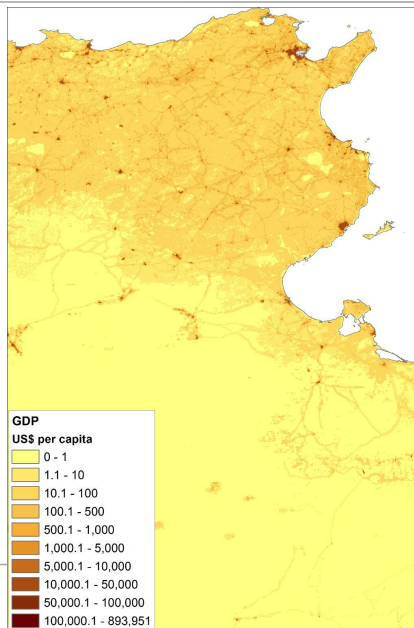 GDP
US$ per capita
0 - 1
1.1 - 10
10.1 - 100
100.1 - 500
500.1 - 1,000
1,000.1 - 5,000
5,000.1 - 10,000
10,000.1 - 50,000
50,000.1 - 100,000
100,000.1 - 893,951